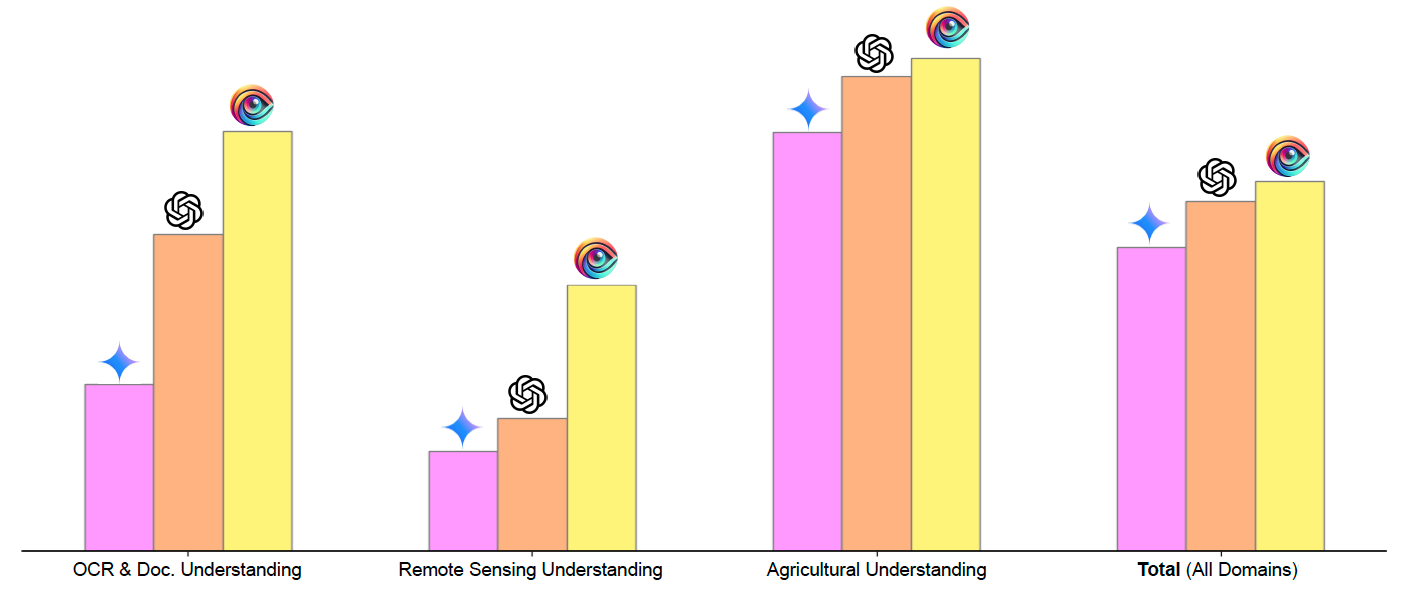 OCR & Doc. Understanding
Remote Sensing Understanding
Agricultural Understanding
Total (All Domains)